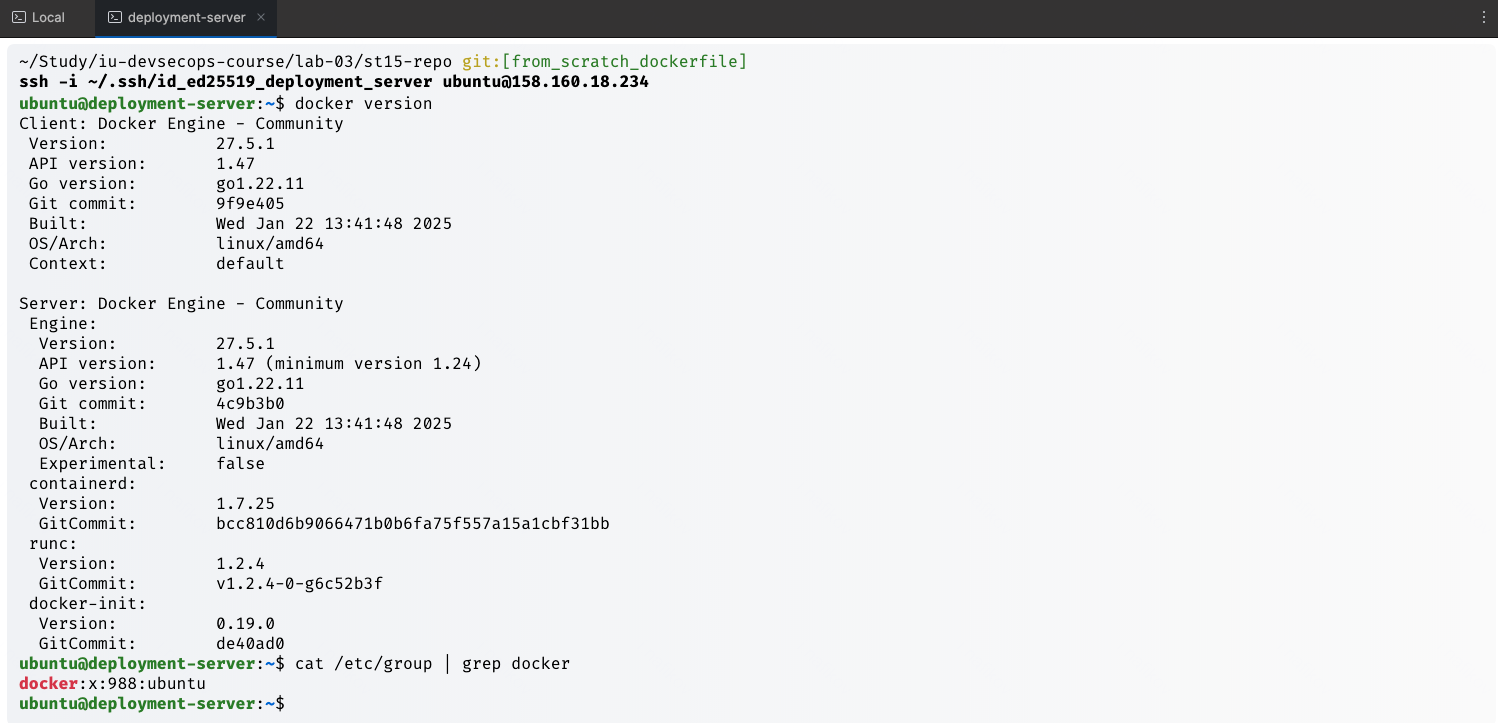 Local deployment-server
~/Study/iu-devsecops-course/lab-03/st15-repo git:[from_scratch_dockerfile]
ssh -i ~/.ssh/id_ed25519_deployment_server ubuntu@158.160.18.234
ubuntu@deployment-server:~$ docker version
Client: Docker Engine - Community
Version: 27.5.1
API version: 1.47
Go version: go1.22.11
Git commit: 9f9e405
Built: Wed Jan 22 13:41:48 2025
OS/Arch: linux/amd64
Context: default
Server: Docker Engine - Community
Engine:
Version: 27.5.1
API version: 1.47 (minimum version 1.24)
Go version: go1.22.11
Git commit: 4c9b3b0
Built: Wed Jan 22 13:41:48 2025
OS/Arch: linux/amd64
Experimental: false
containerd:
Version: 1.7.25
GitCommit: bcc810d6b9066471b0b6fa75f557a15a1cbf31bb
runc:
Version: 1.2.4
GitCommit: v1.2.4-0-g6c52b3f
docker-init:
Version: 0.19.0
GitCommit: de40ad0
ubuntu@deployment-server:~$ cat /etc/group | grep docker
docker:x:988:ubuntu
ubuntu@deployment-server:~$